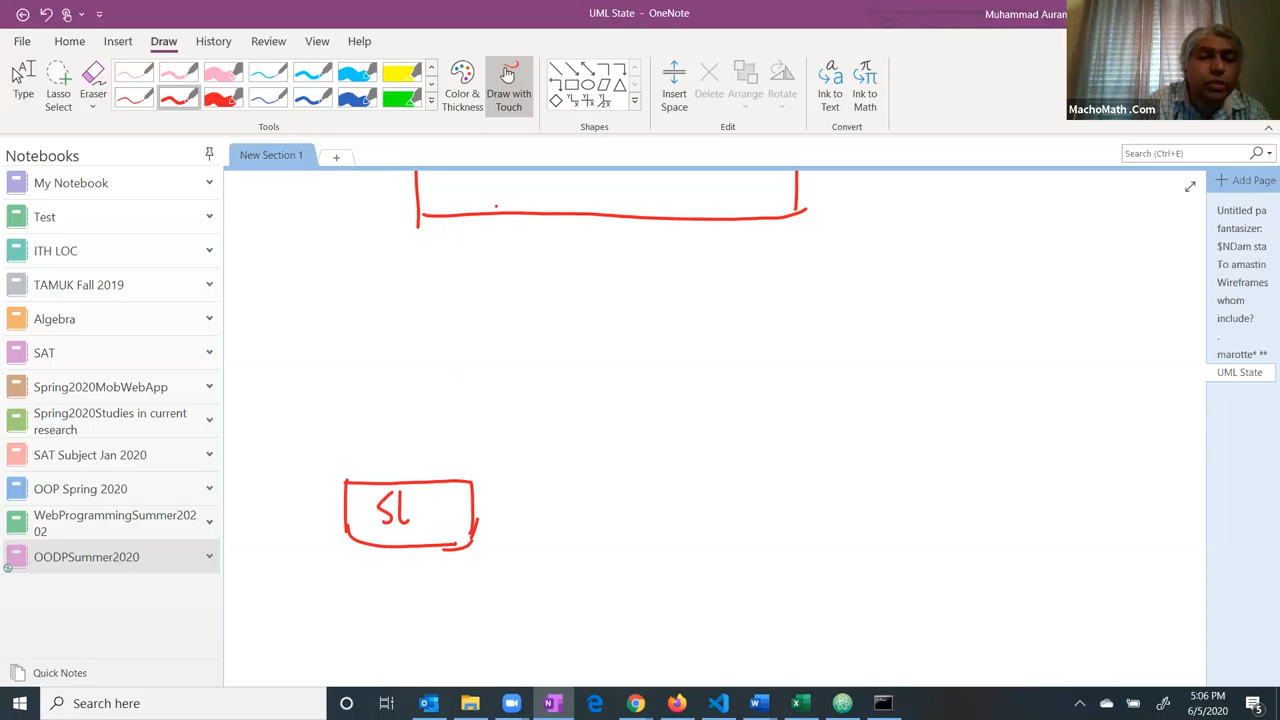 UML State - OneNote
Muhammad Auran
MachoMath .Com
File Home Insert Draw History Review View Help
Type
Lasso Select
Eraser
Color & Thickness
Draw with Touch
Insert Space
Delete
Arrange
Rotate
Ink to Text
Ink to Math
Tools
Shapes
Edit
Convert
Notebooks
New Section 1
Search (Ctrl+E)
My Notebook
Test
ITH LOC
TAMUK Fall 2019
Algebra
SAT
Spring2020MobWebApp
Spring2020Studies in current
research
SAT Subject Jan 2020
OOP Spring 2020
WebProgrammingSummer202
02
OODPSummer2020
Quick Notes
Add Page
Untitled pa
fantasizer:
$NDam sta
To amastin
Wireframes
whom
include?
.
marotte* **
UML State
Sl
Search here
5:06 PM
6/5/2020
5